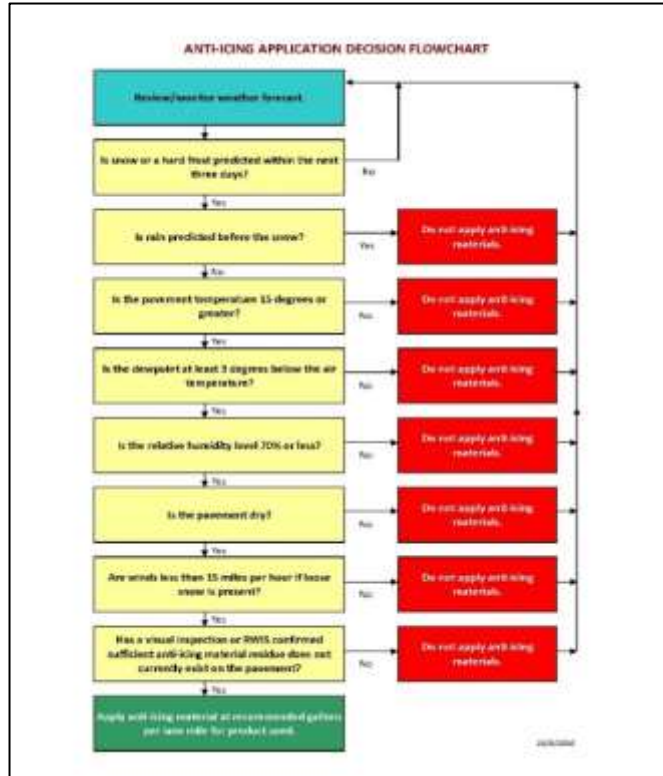 ANTI-ICING APPLICATION DECISION FLOWCHART
Review/monitor weather forecast.
Is snow or a hard frost predicted within the next
three days?
No
Yes
Is rain predicted before the snow?
Yes
Do not apply anti-icing
materials.
No
Is the pavement temperature 15 degrees or
greater?
No
Do not apply anti-icing
materials.
Yes
Is the dewpoint at least 3 degrees below the air
temperature?
No
Do not apply anti-icing
materials.
Yes
Is the relative humidity level 70% or less?
No
Do not apply anti-icing
materials.
Yes
Is the pavement dry?
No
Do not apply anti-icing
materials.
Yes
Are winds less than 15 miles per hour if loose
snow is present?
No
Do not apply anti-icing
materials.
Yes
Has a visual inspection or RWIS confirmed
sufficient anti-icing material residue does not
currently exist on the pavement?
No
Do not apply anti-icing
materials.
Yes
Apply anti-icing material at recommended gallons
per lane mile for product used.